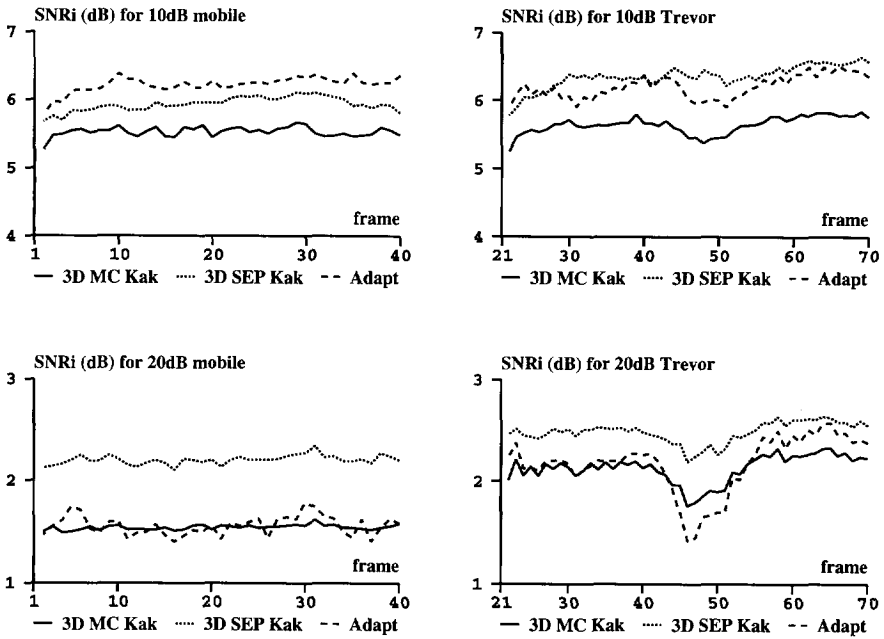 SNRi (dB) for 10dB mobile
7
6
5
4
frame
1 10 20 30 40
3D MC Kak 3D SEP Kak Adapt
SNRi (dB) for 10dB Trevor
7
6
5
4
frame
21 30 40 50 60 70
3D MC Kak 3D SEP Kak Adapt
SNRi (dB) for 20dB mobile
3
2
1
frame
1 10 20 30 40
3D MC Kak 3D SEP Kak Adapt
SNRi (dB) for 20dB Trevor
3
2
1
frame
21 30 40 50 60 70
3D MC Kak 3D SEP Kak Adapt